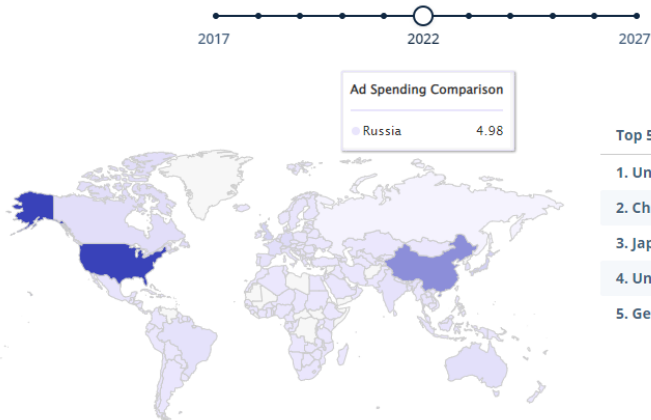 2017 2022 2027
Ad Spending Comparison
Russia 4.98
Top 5
1. Un
2. Ch
3. Jap
4. Un
5. Ge